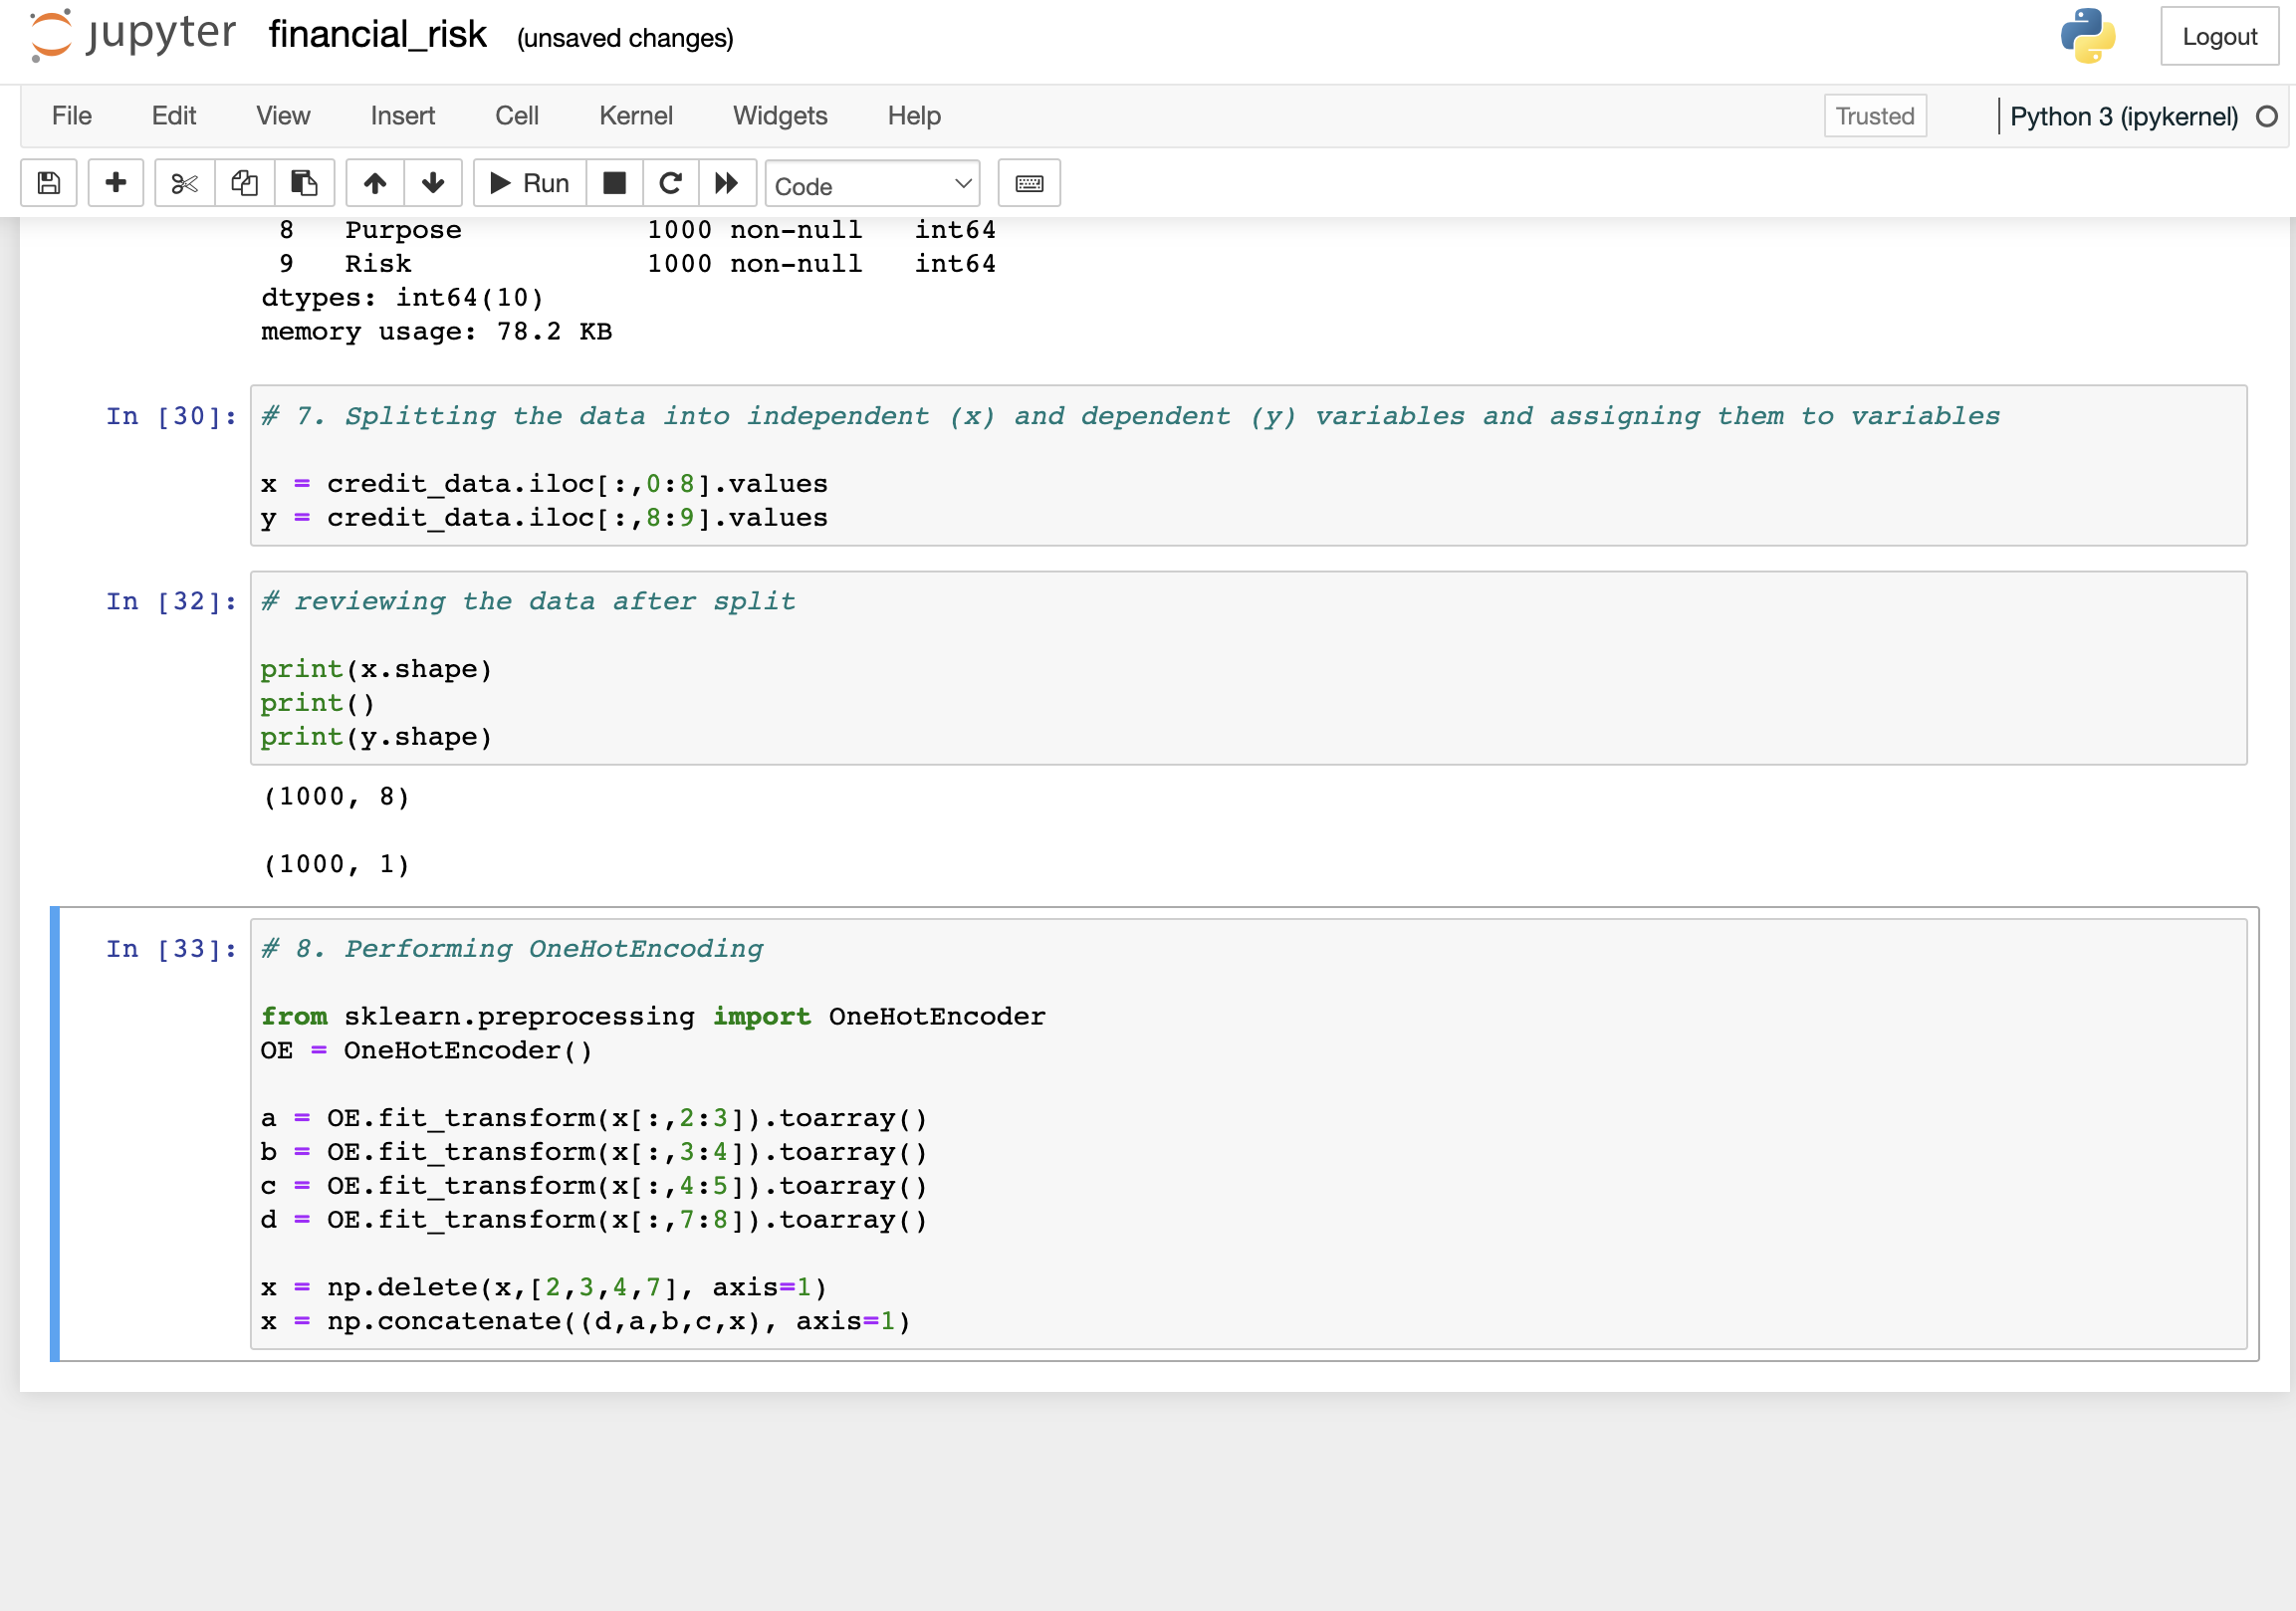 jupyter financial_risk (unsaved changes) Logout
File Edit View Insert Cell Kernel Widgets Help Trusted Python 3 (ipykernel)
Run Code
8 Purpose 1000 non-null int64
9 Risk 1000 non-null int64
dtypes: int64(10)
memory usage: 78.2 KB
In [30]: # 7. Splitting the data into independent (x) and dependent (y) variables and assigning them to variables
x = credit_data.iloc[:,0:8].values
y = credit_data.iloc[:,8:9].values
In [32]: # reviewing the data after split
print(x.shape)
print()
print(y.shape)
(1000, 8)
(1000, 1)
In [33]: # 8. Performing OneHotEncoding
from sklearn.preprocessing import OneHotEncoder
OE = OneHotEncoder()
a = OE.fit_transform(x[:,2:3]).toarray()
b = OE.fit_transform(x[:,3:4]).toarray()
c = OE.fit_transform(x[:,4:5]).toarray()
d = OE.fit_transform(x[:,7:8]).toarray()
x = np.delete(x,[2,3,4,7], axis=1)
x = np.concatenate((d,a,b,c,x), axis=1)